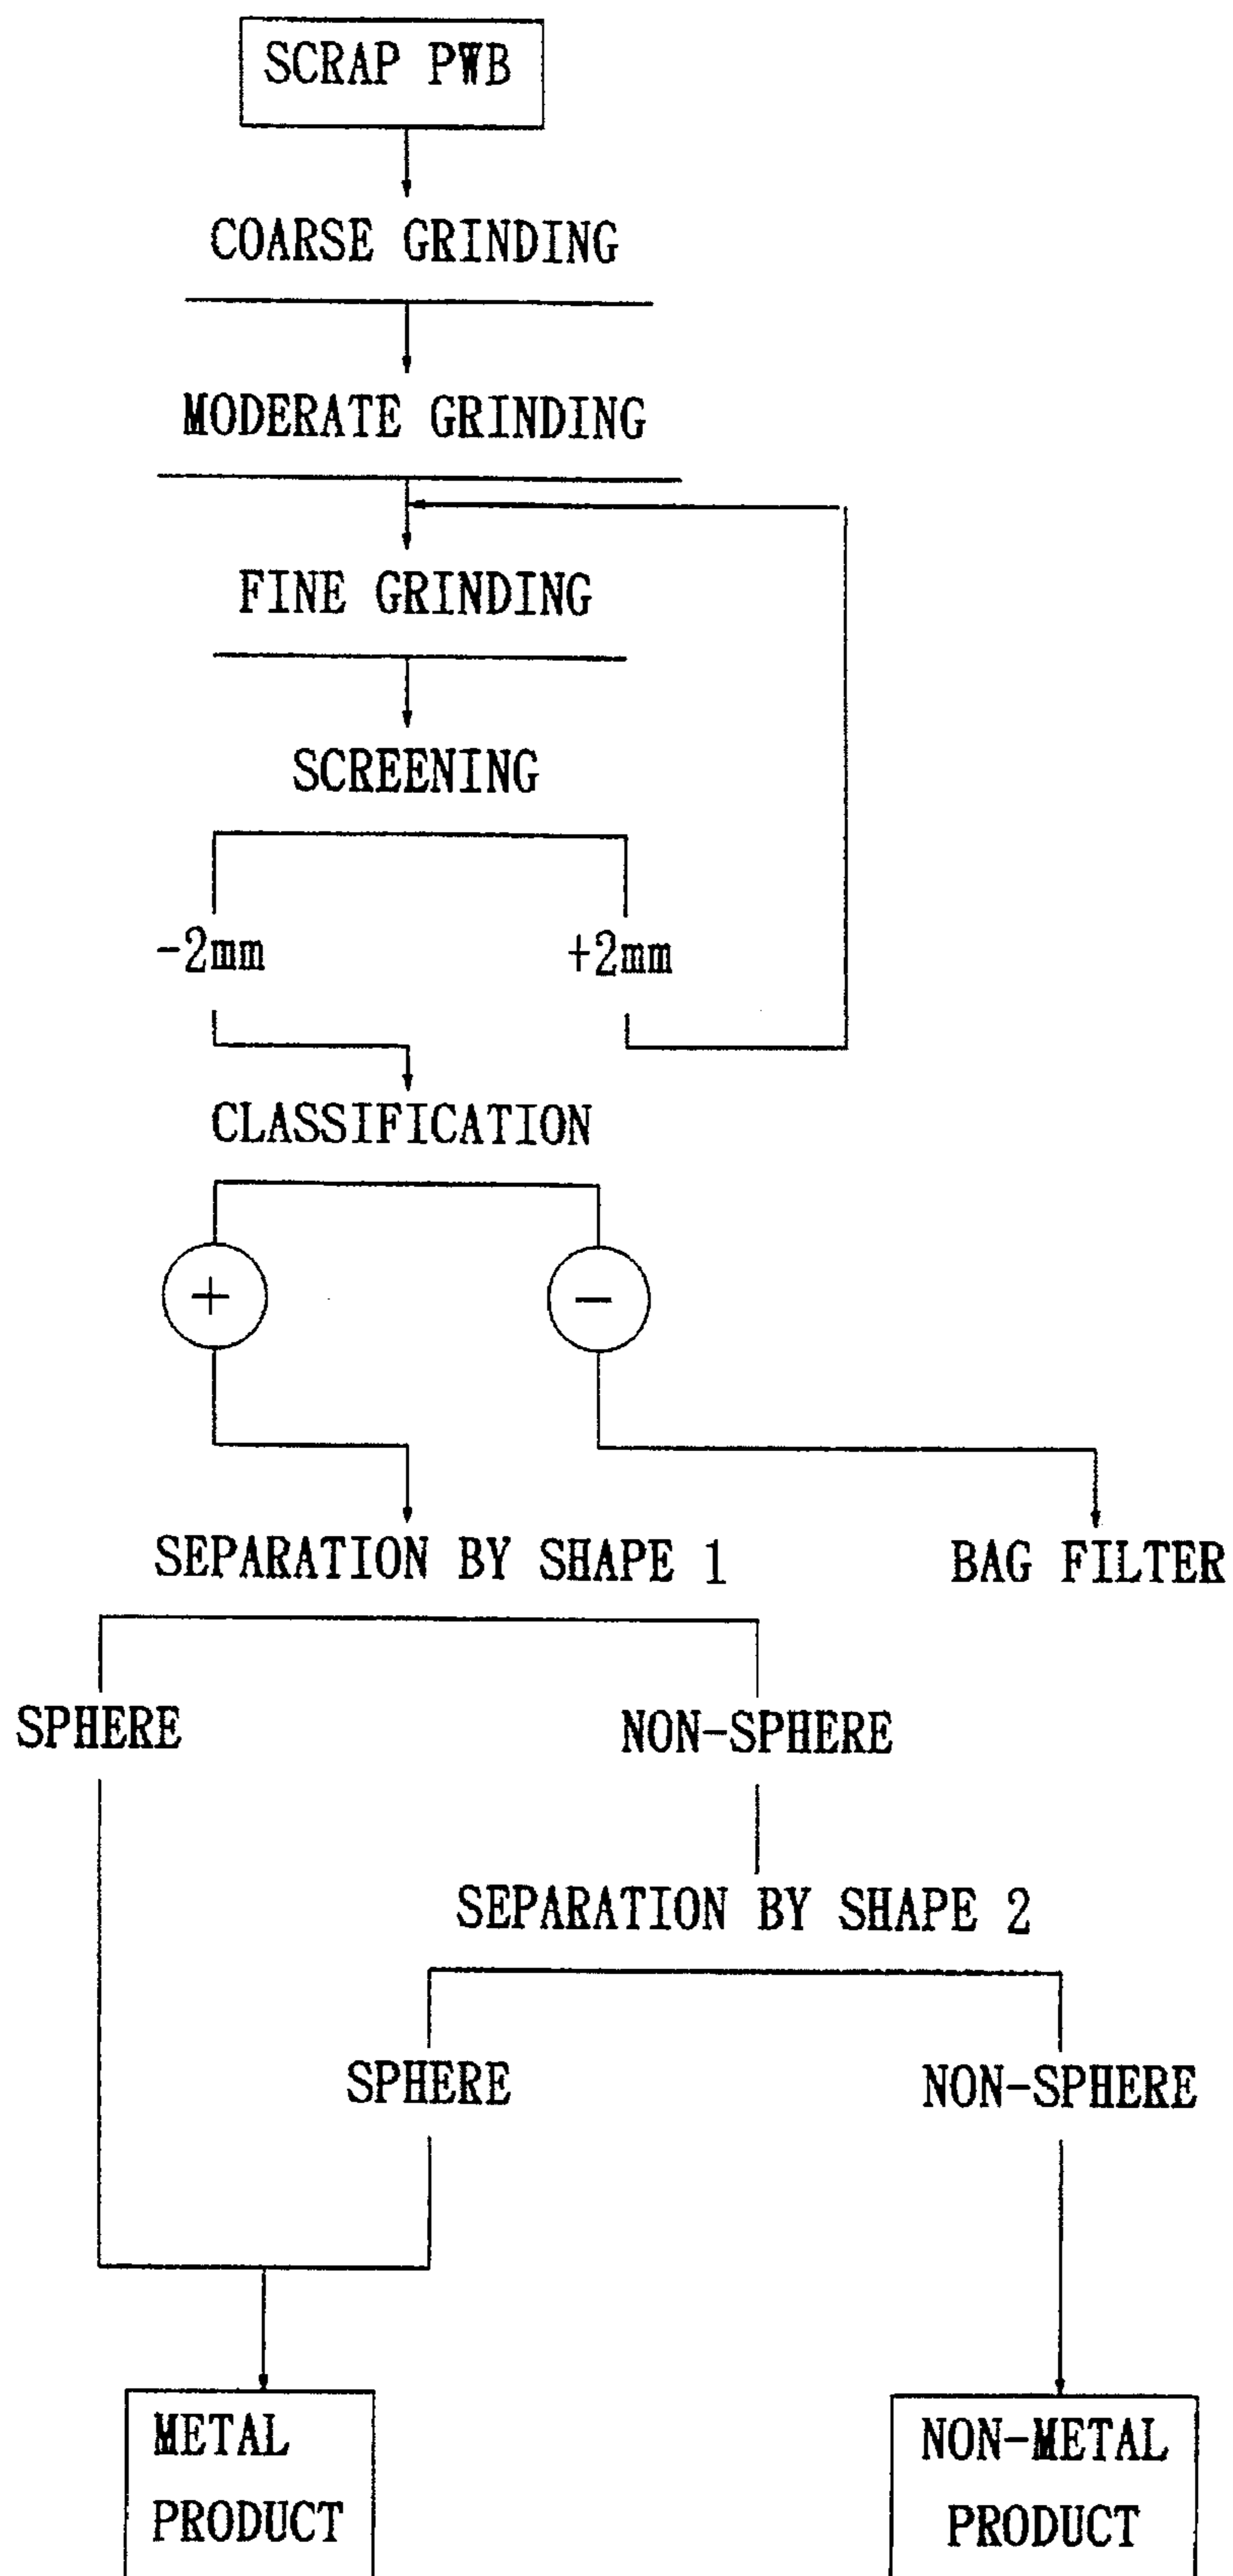 SCRAP PWB
COARSE GRINDING
MODERATE GRINDING
FINE GRINDING
SCREENING
-2mm
+2mm
CLASSIFICATION
+
-
SEPARATION BY SHAPE 1
BAG FILTER
SPHERE
NON-SPHERE
SEPARATION BY SHAPE 2
SPHERE
NON-SPHERE
METAL
PRODUCT
NON-METAL
PRODUCT